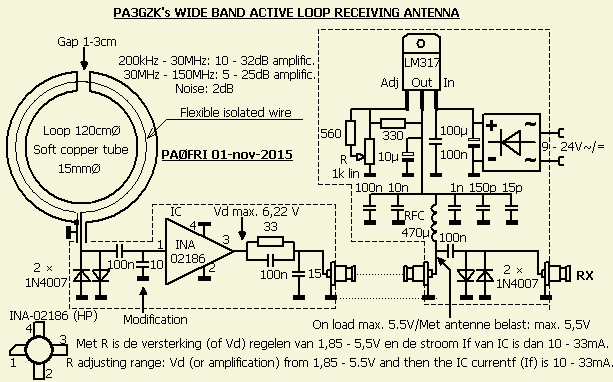 PA3GZK's WIDE BAND ACTIVE LOOP RECEIVING ANTENNA
Gap 1-3cm
200kHz - 30MHz: 10 - 32dB amplific.
30MHz - 150MHz: 5 - 25dB amplific.
Noise: 2dB
Flexible isolated wire
Loop 120cmØ
Soft copper tube
15mmØ
PAØFRI 01-nov-2015
LM317
Adj Out In
560
330
R
1k lin
10µ
100µ
100n
+
9 - 24V~/=
100n 10n
1n 150p 15p
RFC
470µ
100n
IC
Vd max. 6,22 V
4
INA
02186
1
3
2
33
100n
15
100n
10
2 ×
1N4007
Modification
2 ×
1N4007
RX
INA-02186 (HP)
4
3
1
2
On load max. 5.5V/Met antenne belast: max. 5,5V
Met R is de versterking (of Vd) regelen van 1,85 - 5,5V en de stroom If van IC is dan 10 - 33mA.
R adjusting range: Vd (or amplification) from 1,85 - 5.5V and then the IC currentf (If) is 10 - 33mA.